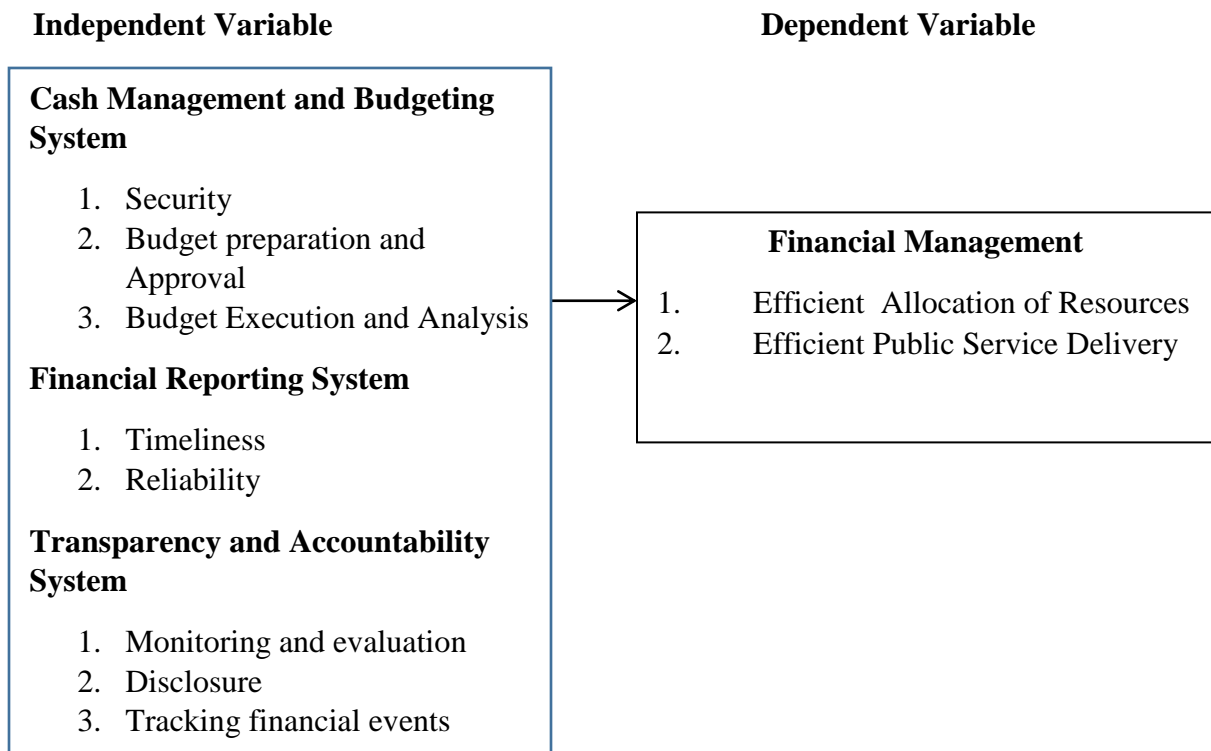 Independent Variable
Dependent Variable
Cash Management and Budgeting
System
1. Security
2. Budget preparation and
Approval
3. Budget Execution and Analysis
Financial Reporting System
1. Timeliness
2. Reliability
Transparency and Accountability
System
1. Monitoring and evaluation
2. Disclosure
3. Tracking financial events
Financial Management
1. Efficient Allocation of Resources
2. Efficient Public Service Delivery